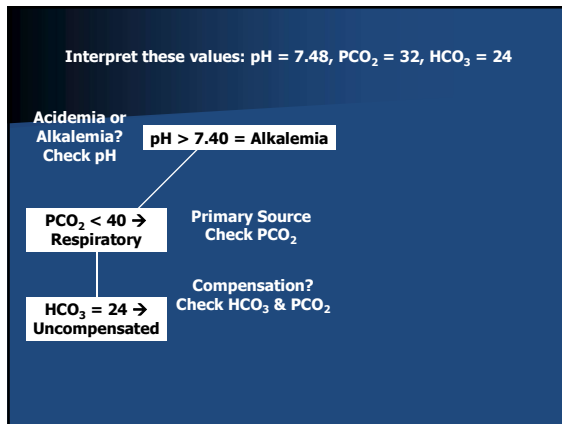 Interpret these values: pH = 7.48, PCO₂ = 32, HCO₃ = 24
Acidemia or
Alkalemia?
Check pH
pH > 7.40 = Alkalemia
PCO₂ < 40 →
Respiratory
Primary Source
Check PCO₂
Compensation?
Check HCO₃ & PCO₂
HCO₃ = 24 →
Uncompensated